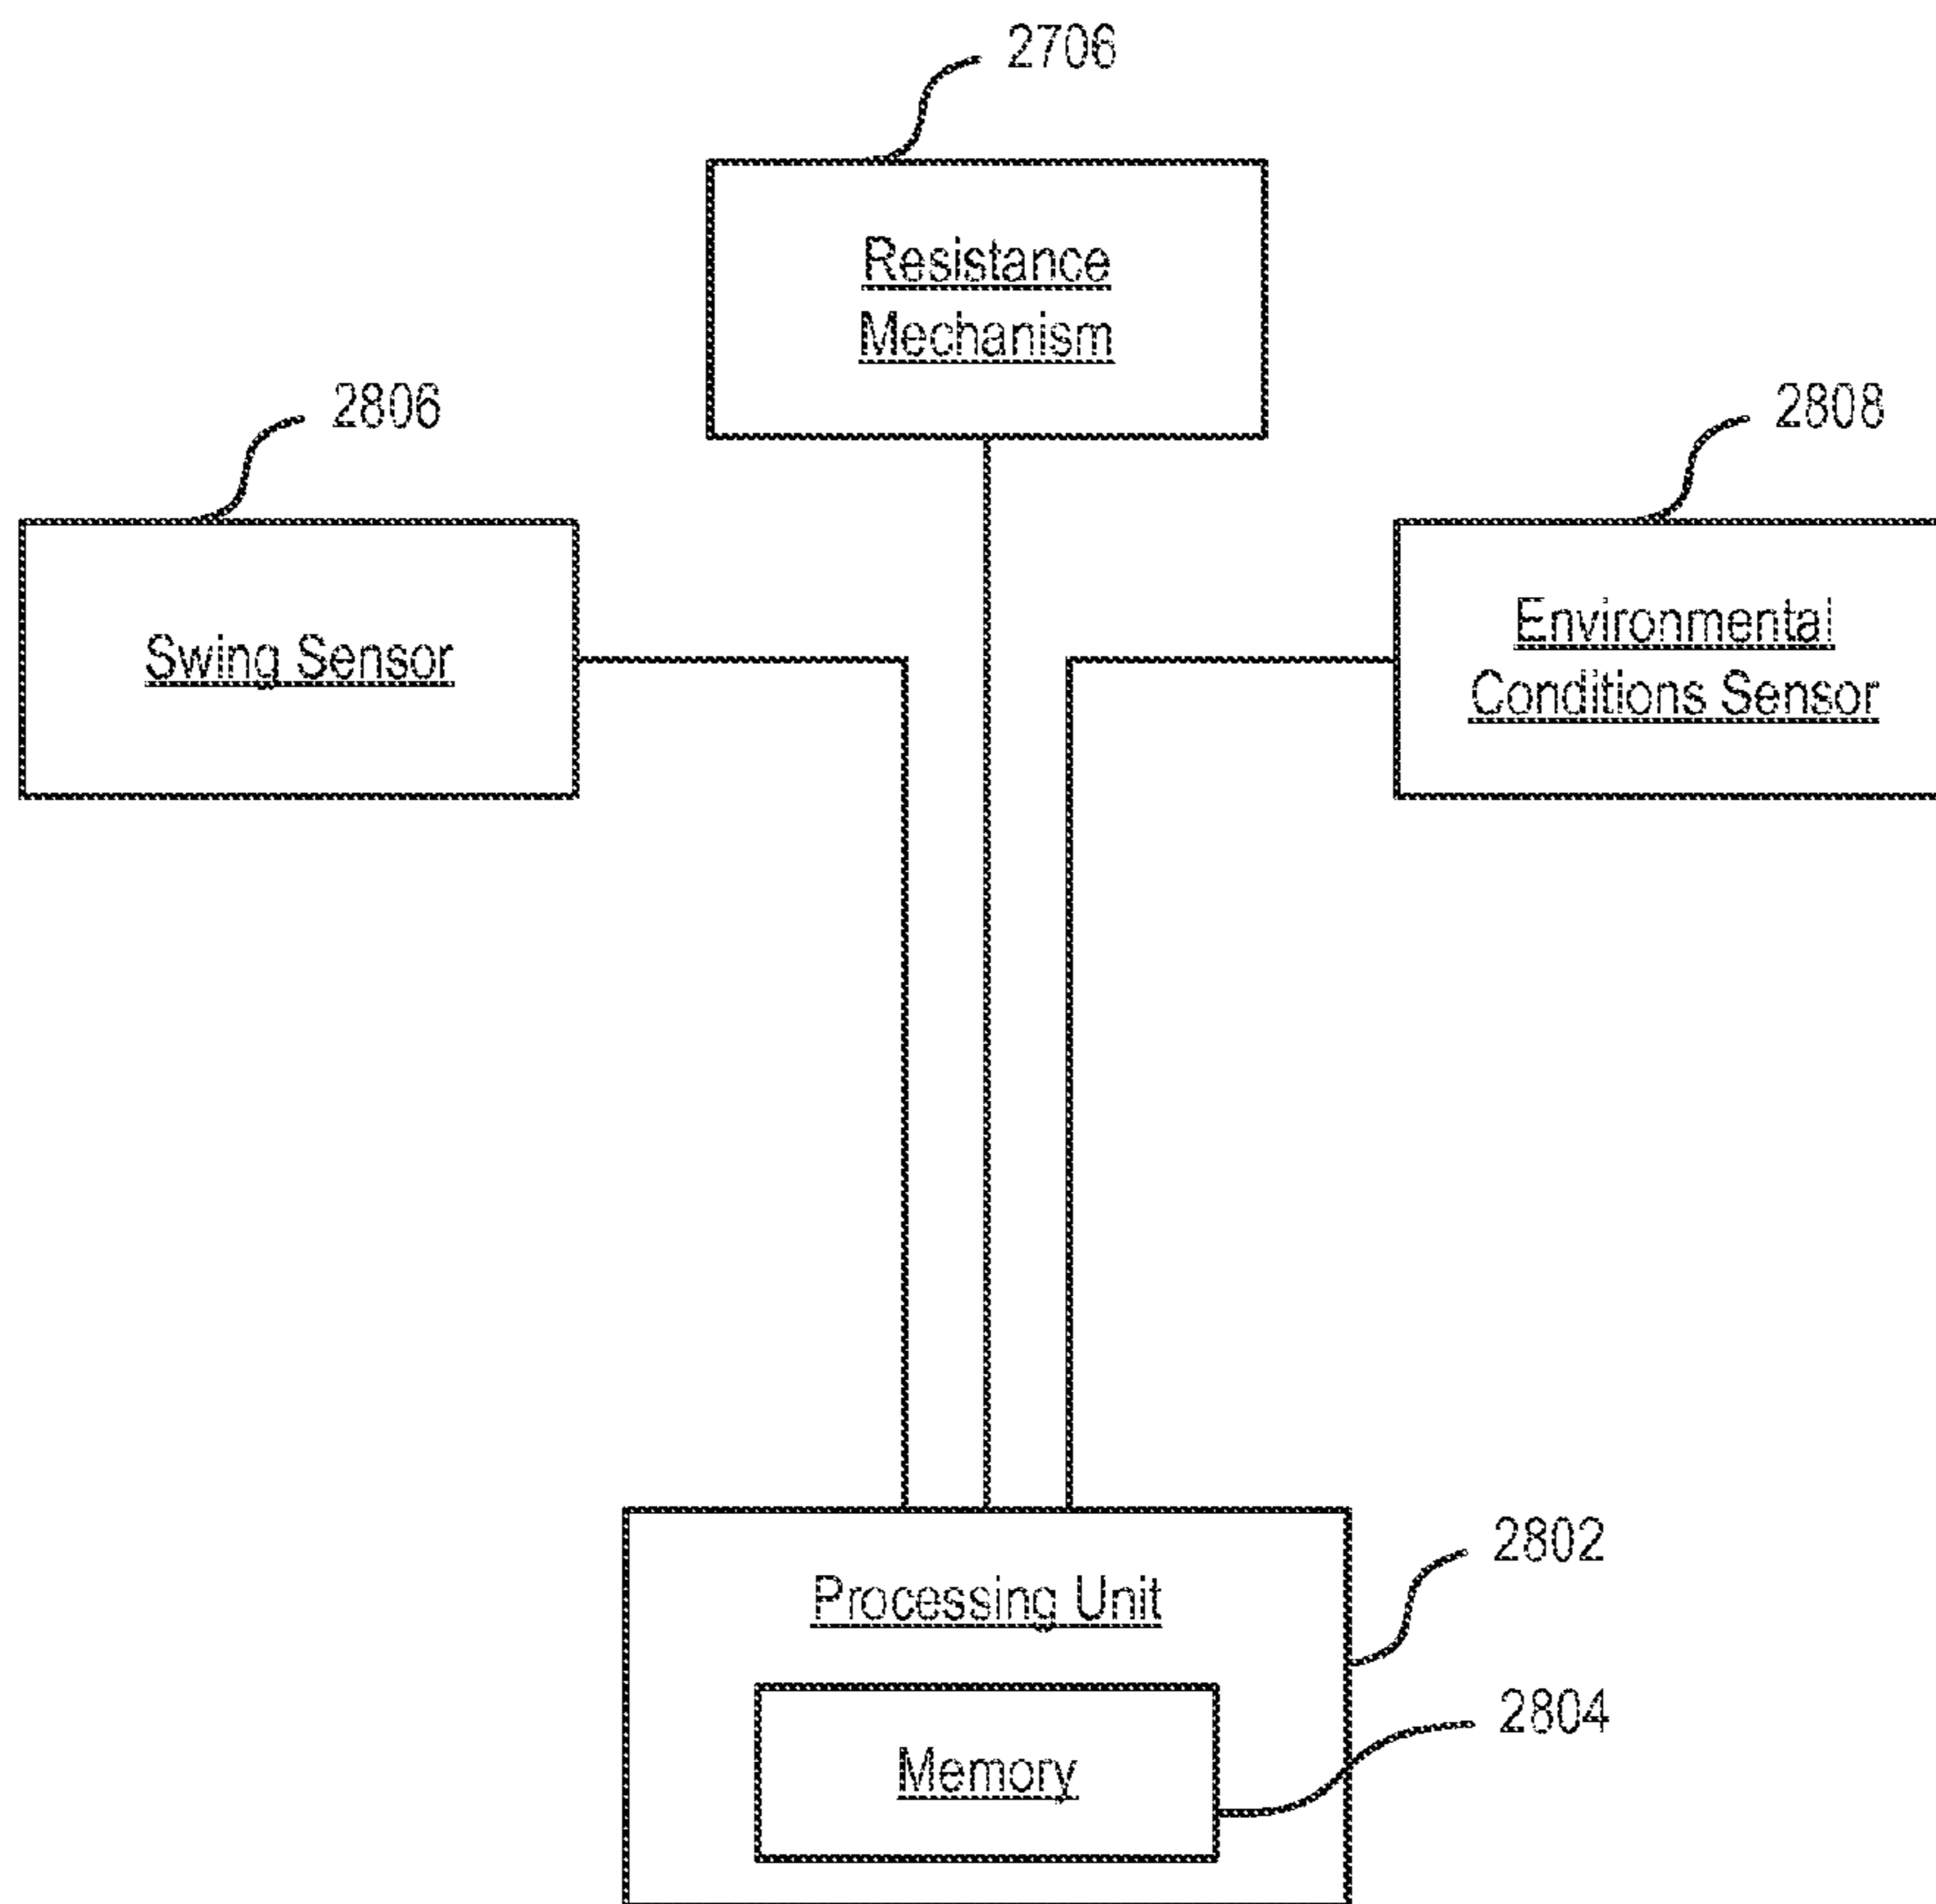 2706
Resistance
Mechanism
2806
Swing Sensor
2808
Environmental
Conditions Sensor
2802
Processing Unit
2804
Memory